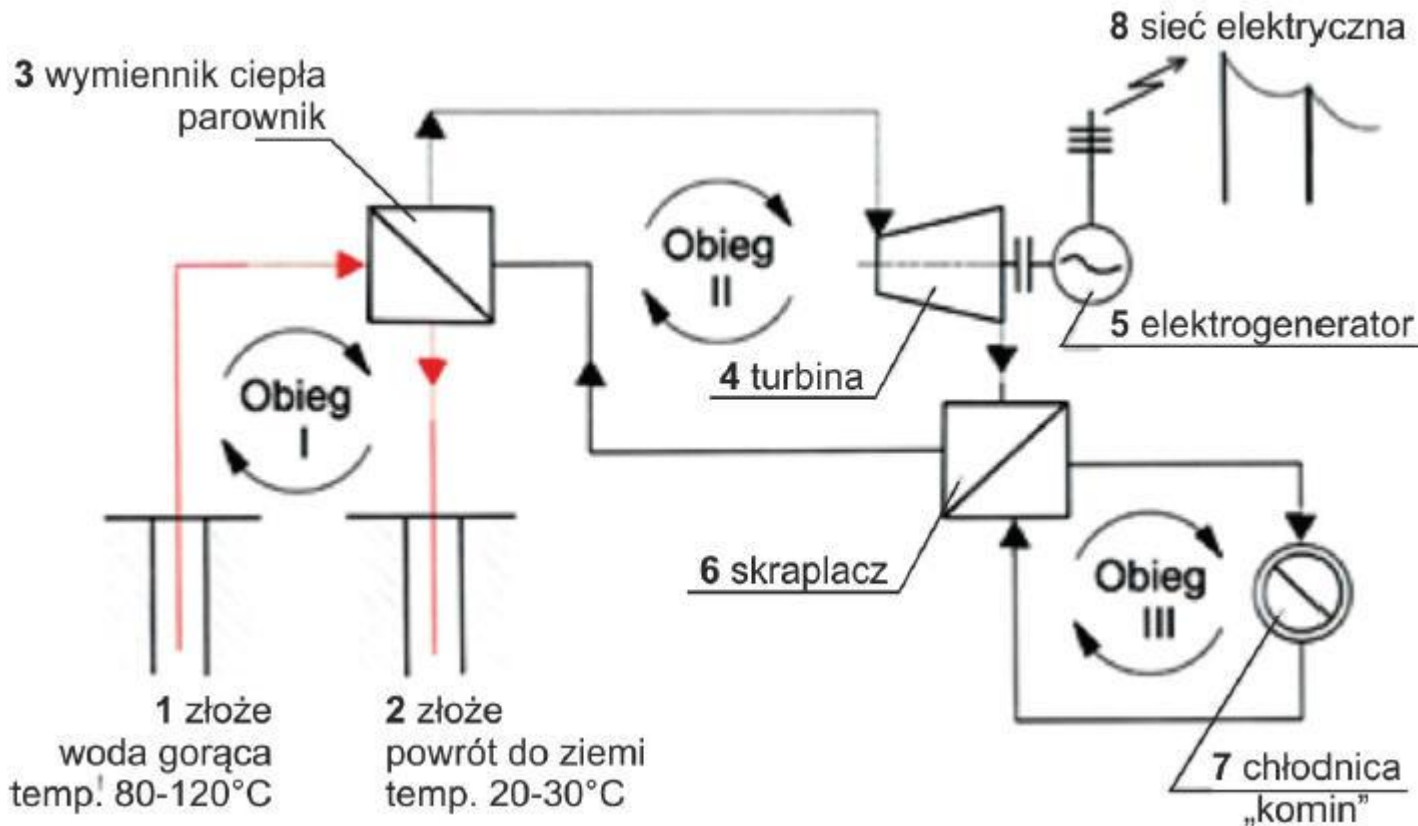 8 sieć elektryczna
3 wymiennik ciepła
parownik
Obieg
II
5 elektrogenerator
4 turbina
Obieg
I
6 skraplacz
Obieg
III
1 złoże
woda gorąca
temp. 80-120°C
2 złoże
powrót do ziemi
temp. 20-30°C
7 chłodnica
„komin”